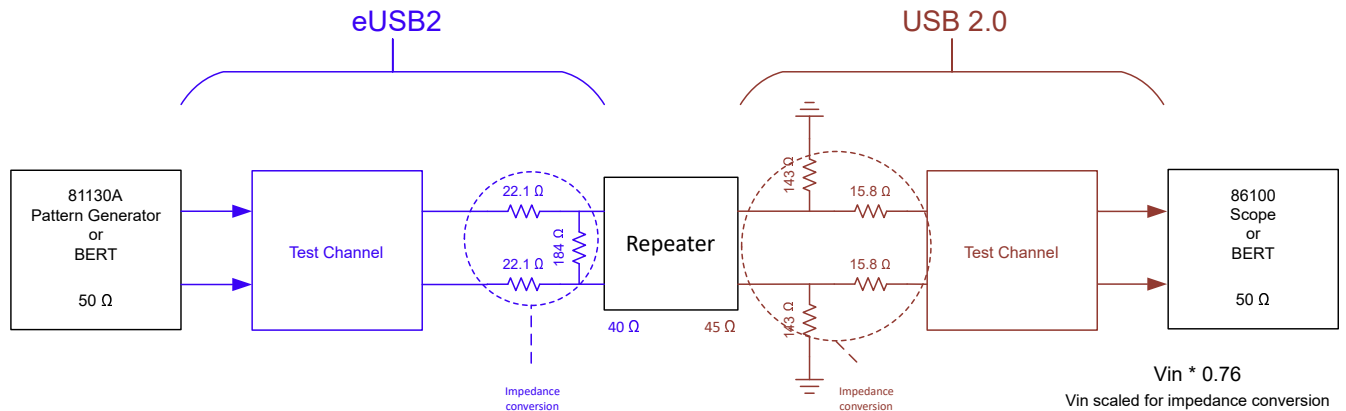 eUSB2
USB 2.0
81130A
Pattern Generator
or
BERT
50 Ω
Test Channel
22.1 Ω
184 Ω
22.1 Ω
Impedance
conversion
Repeater
40 Ω
45 Ω
143 Ω
15.8 Ω
15.8 Ω
143 Ω
Impedance
conversion
Test Channel
86100
Scope
or
BERT
50 Ω
Vin * 0.76
Vin scaled for impedance conversion